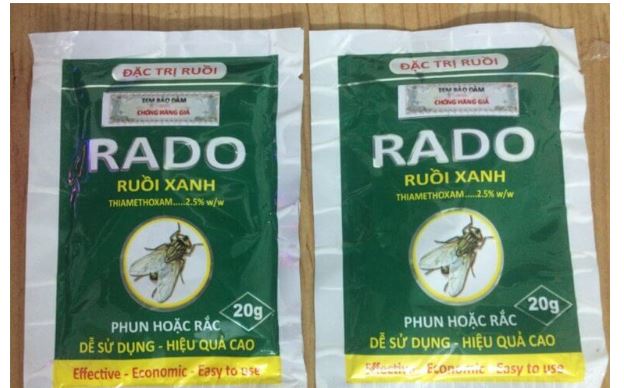 ĐẶC TRỊ RUỒI
TEM BẢO ĐẢM
CHỐNG HÀNG GIẢ
RADO
RUỒI XANH
THIAMETHOXAM.....2.5% w/w
20g
PHUN HOẶC RẮC
DỄ SỬ DỤNG - HIỆU QUẢ CAO
Effective - Economic - Easy to use
ĐẶC TRỊ RUỒI
TEM BẢO ĐẢM
CHỐNG HÀNG GIẢ
RADO
RUỒI XANH
THIAMETHOXAM.....2.5% w/w
20g
PHUN HOẶC RẮC
DỄ SỬ DỤNG - HIỆU QUẢ CAO
Effective - Economic - Easy to use